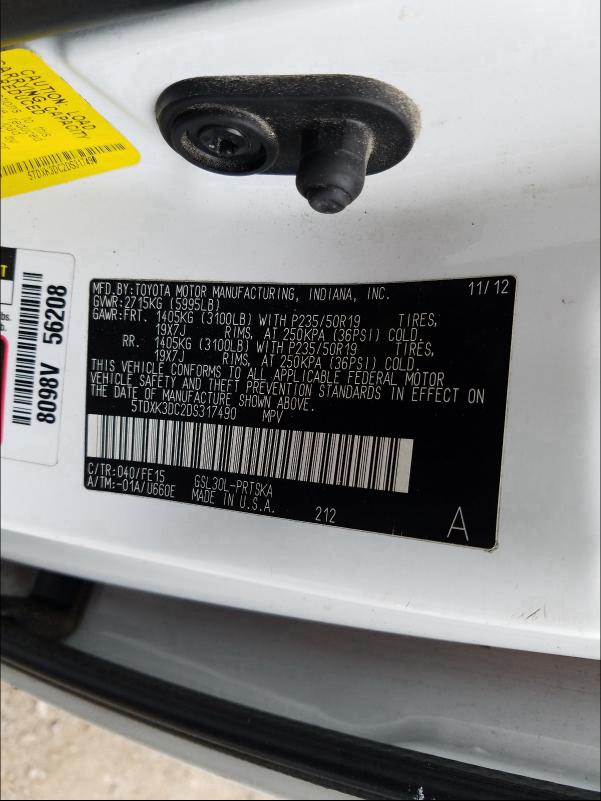 CAUTION: LOAD
CARRYING CAPACITY
REDUCED
5TDXK3DC2DS317490
8098V 56208
MFD.BY:TOYOTA MOTOR MANUFACTURING, INDIANA, INC. 11/12
GVWR:2715KG (5995LB)
GAWR:FRT. 1405KG (3100LB) WITH P235/50R19 TIRES,
19X7J RIMS, AT 250KPA (36PSI) COLD.
RR. 1405KG (3100LB) WITH P235/50R19 TIRES,
19X7J RIMS, AT 250KPA (36PSI) COLD.
THIS VEHICLE CONFORMS TO ALL APPLICABLE FEDERAL MOTOR
VEHICLE SAFETY AND THEFT PREVENTION STANDARDS IN EFFECT ON
THE DATE OF MANUFACTURE SHOWN ABOVE.
5TDXK3DC2DS317490 MPV
C/TR:040/FE15 GSL30L-PRTSKA
A/TM:-01A/U660E MADE IN U.S.A.
212
A